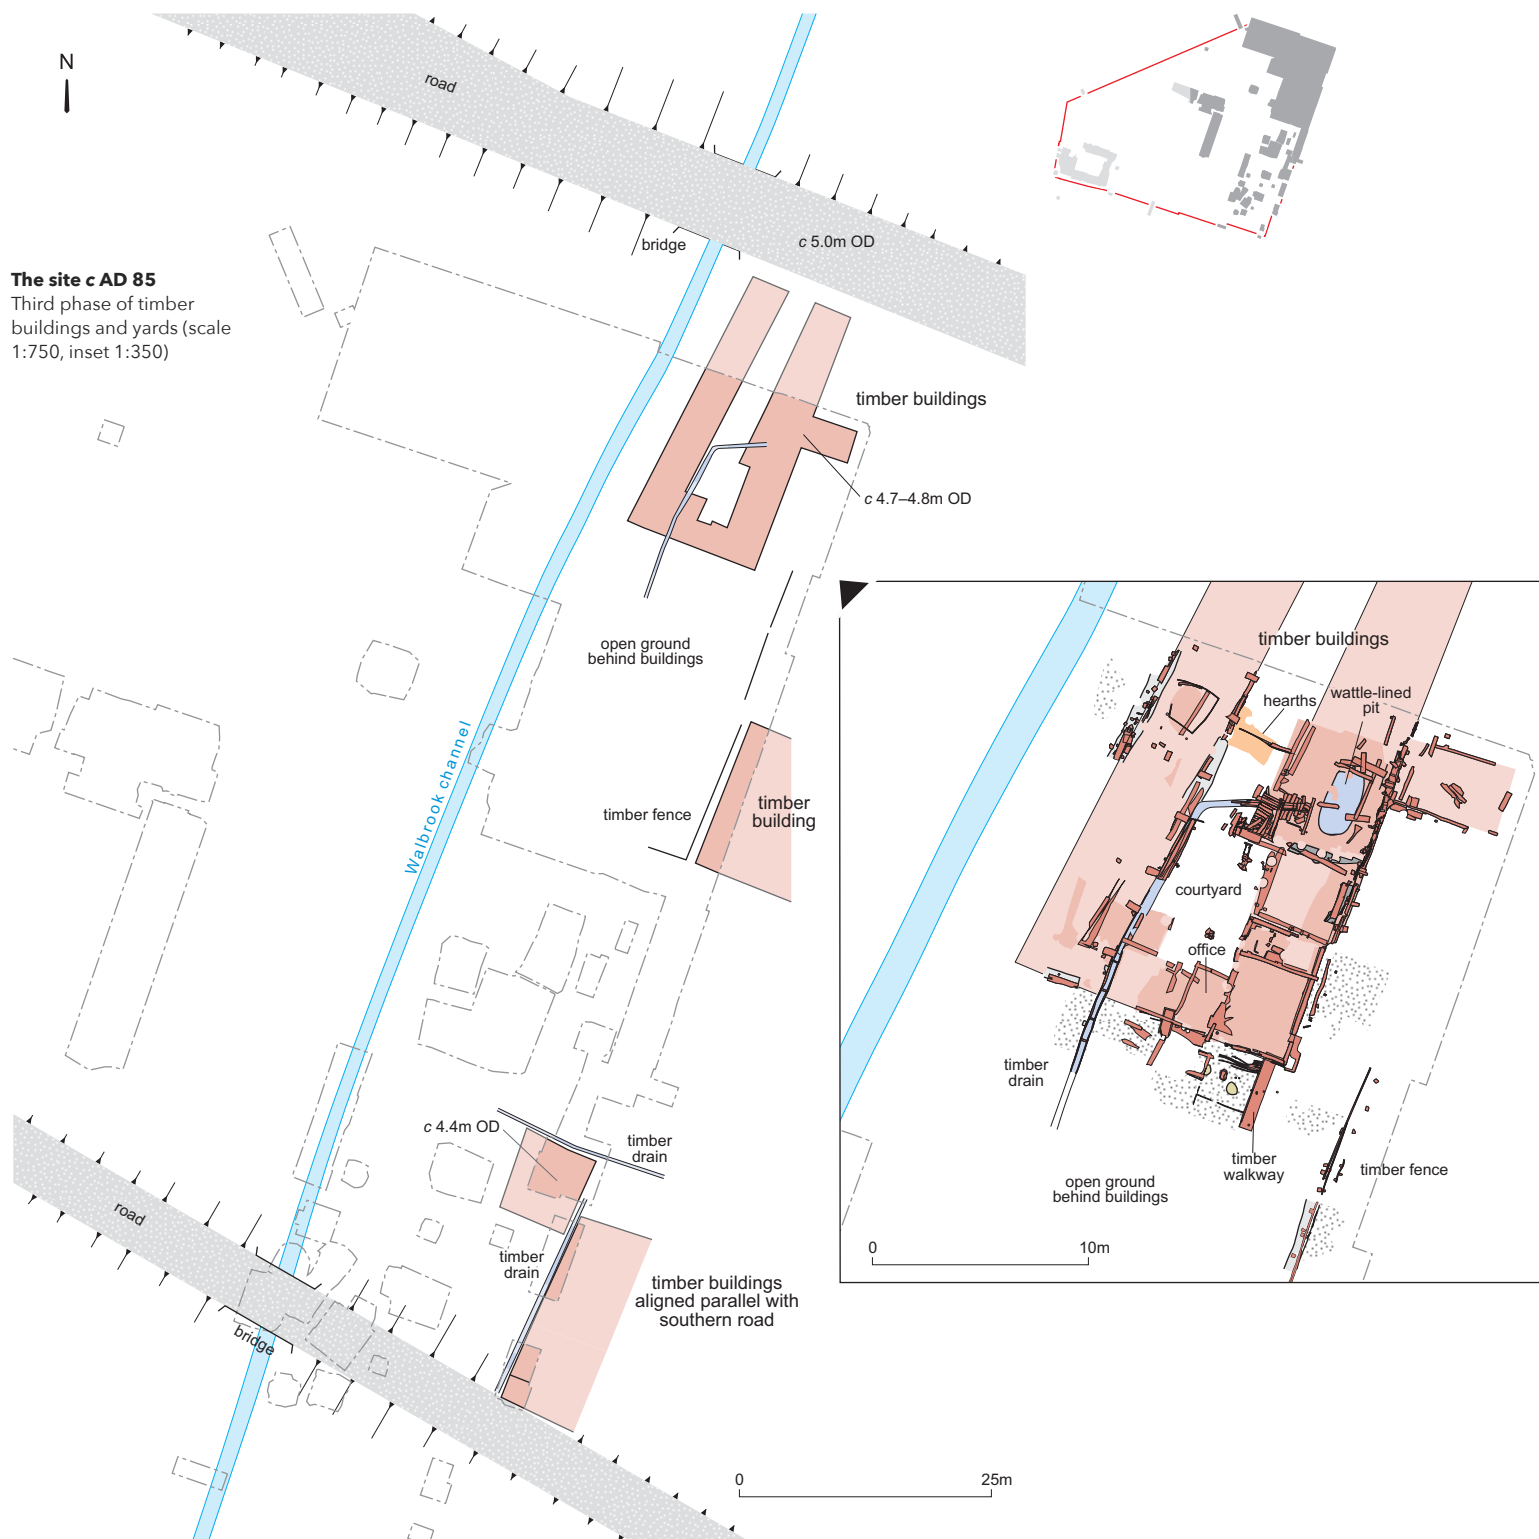 N
road
bridge
c 5.0m OD
The site c AD 85
Third phase of timber
buildings and yards (scale
1:750, inset 1:350)
timber buildings
c 4.7–4.8m OD
open ground
behind buildings
Walbrook channel
timber fence
timber
building
c 4.4m OD
timber
drain
road
timber
drain
timber buildings
aligned parallel with
southern road
bridge
0 25m
timber buildings
hearths
wattle-lined
pit
courtyard
office
timber
drain
timber
walkway
timber fence
open ground
behind buildings
0 10m